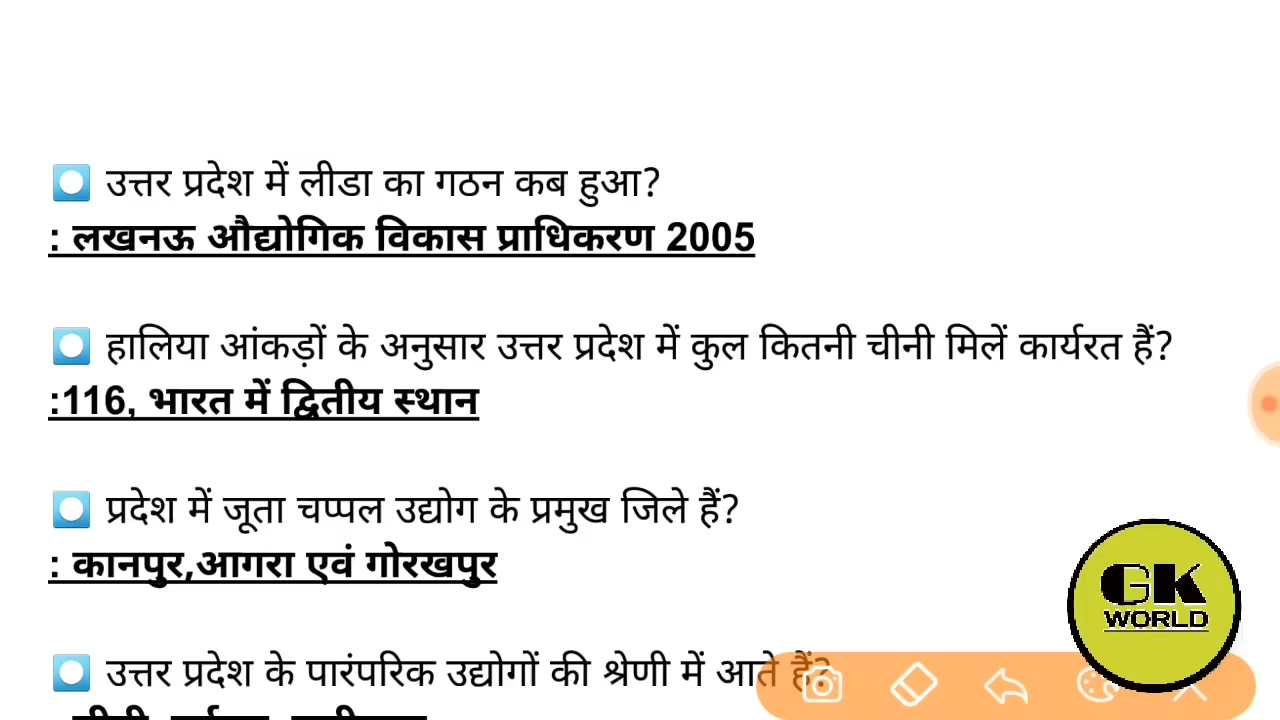 उत्तर प्रदेश में लीडा का गठन कब हुआ?
: लखनऊ औद्योगिक विकास प्राधिकरण 2005
हालिया आंकड़ों के अनुसार उत्तर प्रदेश में कुल कितनी चीनी मिलें कार्यरत हैं?
:116, भारत में द्वितीय स्थान
प्रदेश में जूता चप्पल उद्योग के प्रमुख जिले हैं?
: कानपुर,आगरा एवं गोरखपुर
उत्तर प्रदेश के पारंपरिक उद्योगों की श्रेणी में आते हैं?
GK
WORLD